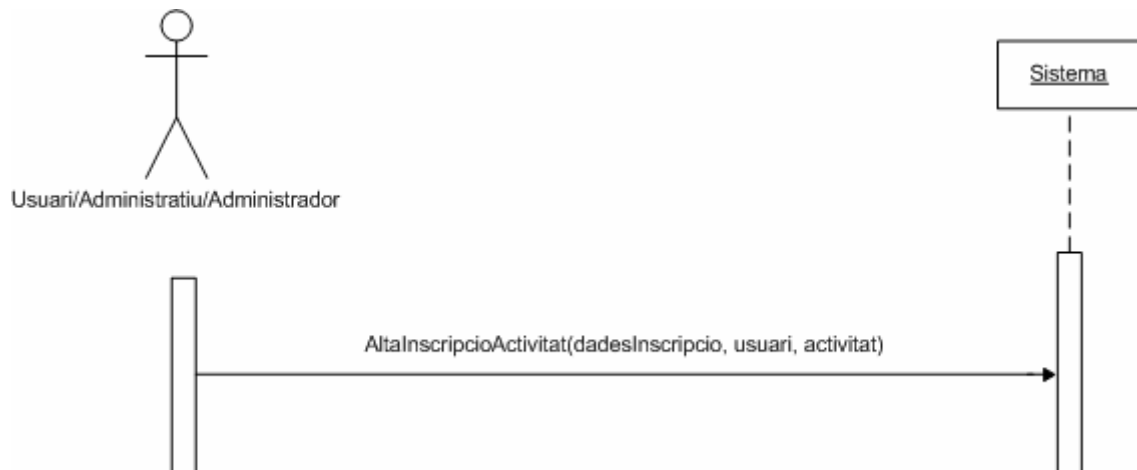 Sistema
Usuari/Administratiu/Administrador
AltaInscripcioActivitat(dadesInscripcio, usuari, activitat)